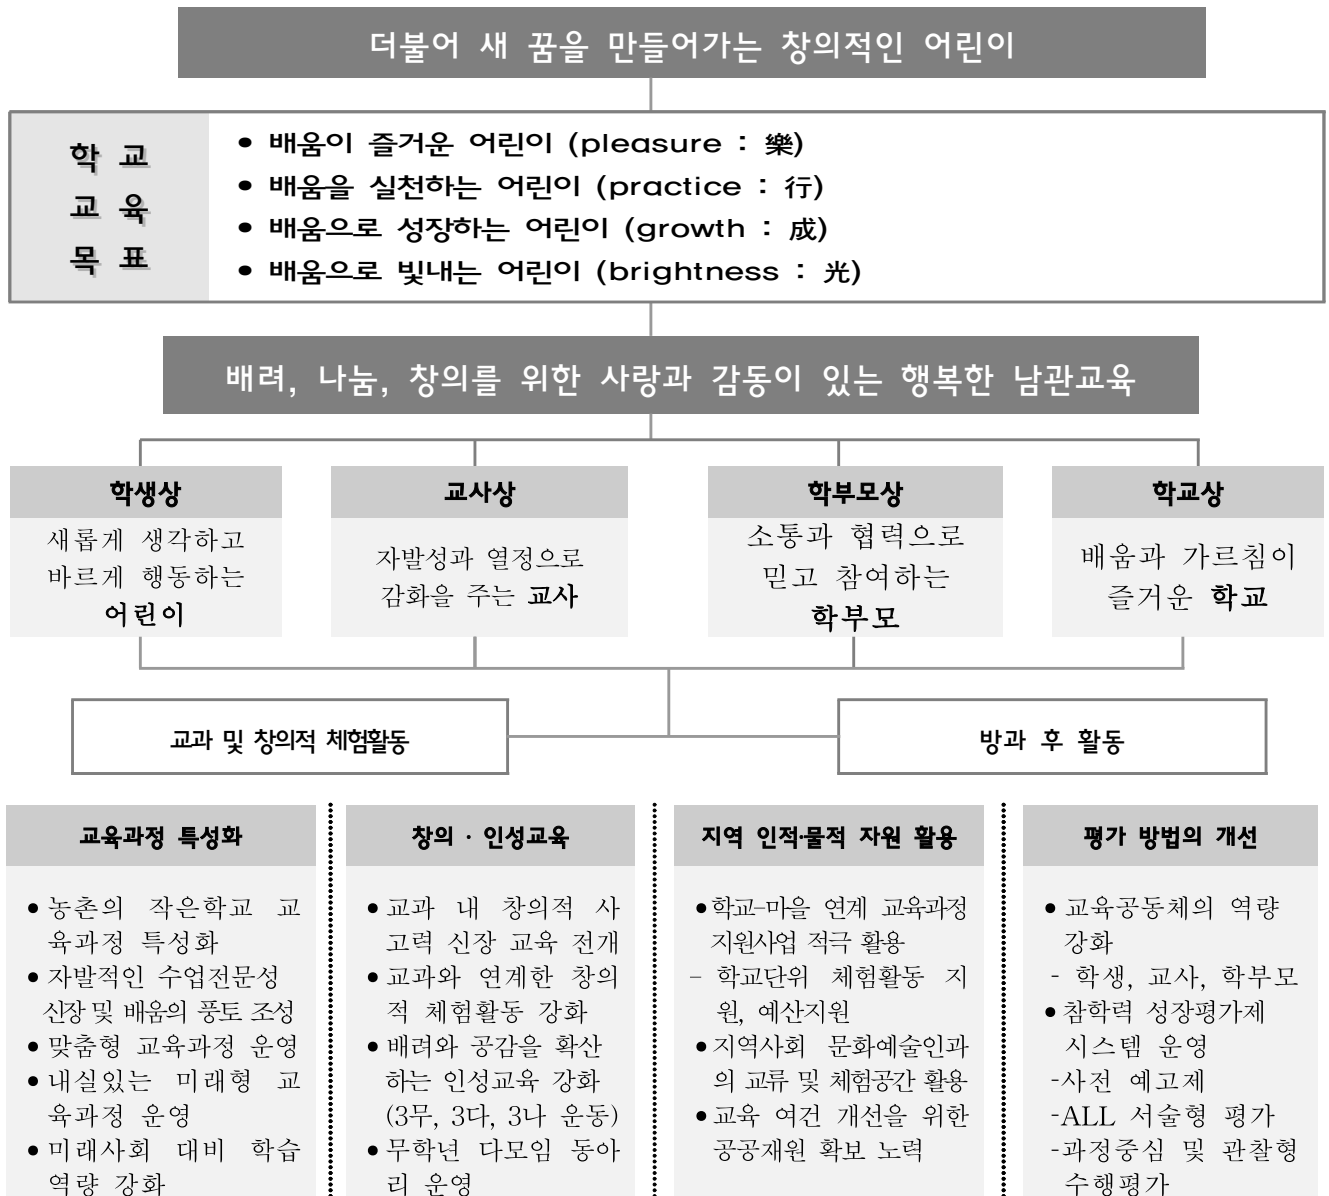 더불어 새 꿈을 만들어가는 창의적인 어린이
학 교
교 육
목 표
• 배움이 즐거운 어린이 (pleasure : 樂)
• 배움을 실천하는 어린이 (practice : 行)
• 배움으로 성장하는 어린이 (growth : 成)
• 배움으로 빛내는 어린이 (brightness : 光)
배려, 나눔, 창의를 위한 사랑과 감동이 있는 행복한 남관교육
학생상
새롭게 생각하고
바르게 행동하는
어린이
교사상
자발성과 열정으로
감화을 주는 교사
학부모상
소통과 협력으로
믿고 참여하는
학부모
학교상
배움과 가르침이
즐거운 학교
교과 및 창의적 체험활동
방과 후 활동
교육과정 특성화
• 농촌의 작은학교 교
육과정 특성화
• 자발적인 수업전문성
신장 및 배움의 풍토 조성
• 맞춤형 교육과정 운영
• 내실있는 미래형 교
육과정 운영
• 미래사회 대비 학습
역량 강화
창의 · 인성교육
• 교과 내 창의적 사
고력 신장 교육 전개
• 교과와 연계한 창의
적 체험활동 강화
• 배려와 공감을 확산
하는 인성교육 강화
(3무, 3다, 3나 운동)
• 무학년 다모임 동아
리 운영
지역 인적·물적 자원 활용
• 학교-마을 연계 교육과정
지원사업 적극 활용
- 학교단위 체험활동 지
원, 예산지원
• 지역사회 문화예술인과
의 교류 및 체험공간 활용
• 교육 여건 개선을 위한
공공재원 확보 노력
평가 방법의 개선
• 교육공동체의 역량
강화
- 학생, 교사, 학부모
• 참학력 성장평가제
시스템 운영
-사전 예고제
-ALL 서술형 평가
-과정중심 및 관찰형
수행평가